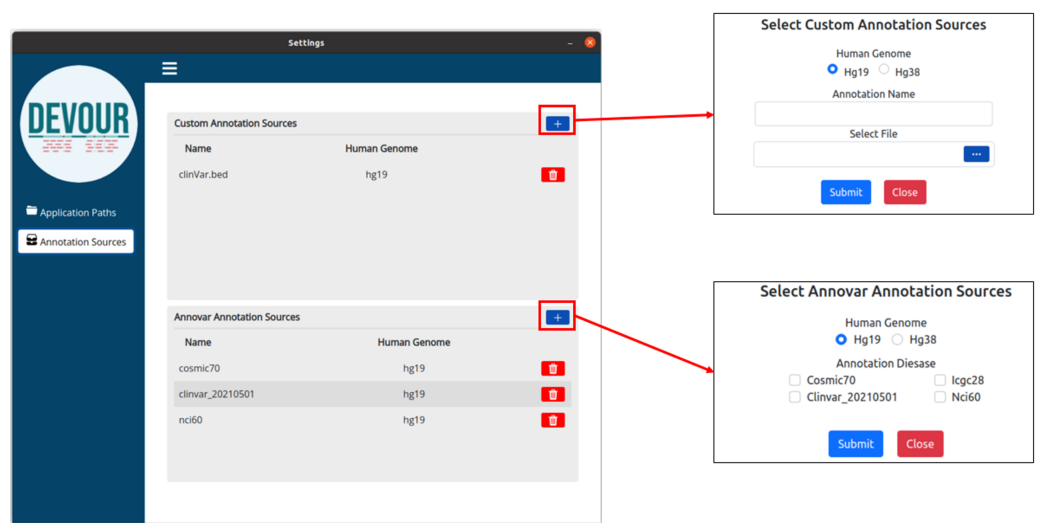 Settings
DEVOUR
Application Paths
Annotation Sources
Custom Annotation Sources
+
Name Human Genome
clinVar.bed hg19
Annovar Annotation Sources
+
Name Human Genome
cosmic70 hg19
clinvar_20210501 hg19
nci60 hg19
Select Custom Annotation Sources
Human Genome
Hg19 Hg38
Annotation Name
Select File
...
Submit Close
Select Annovar Annotation Sources
Human Genome
Hg19 Hg38
Annotation Diesase
Cosmic70 Icgc28
Clinvar_20210501 Nci60
Submit Close